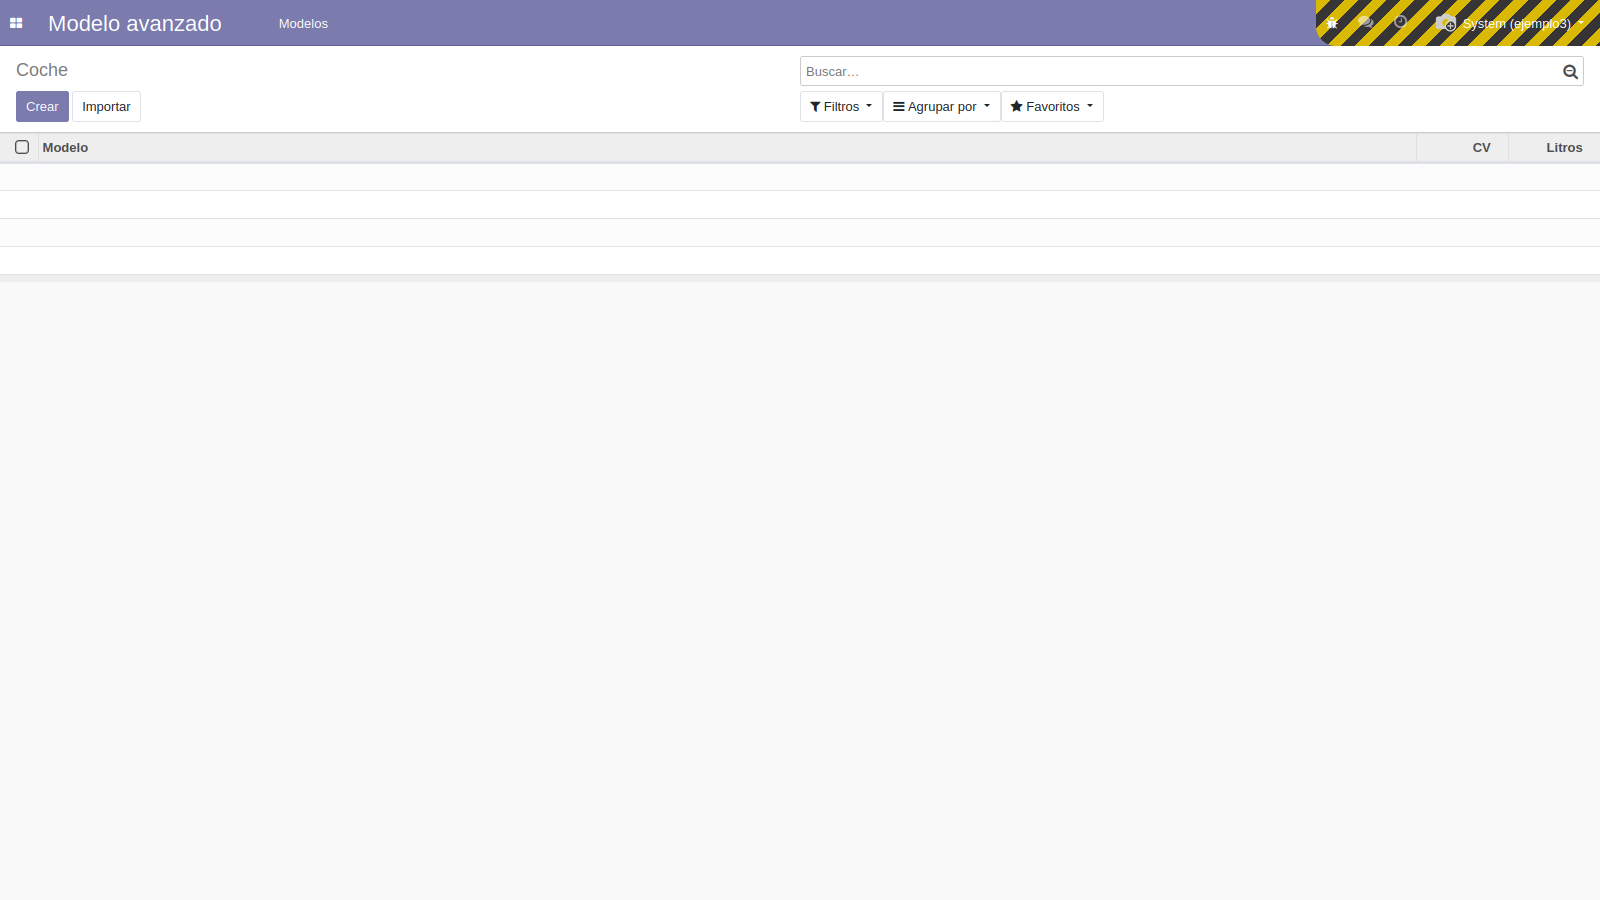 Modelo avanzado Modelos System (ejemplo3)
Coche Buscar...
Crear Importar Filtros Agrupar por Favoritos
Modelo CV Litros